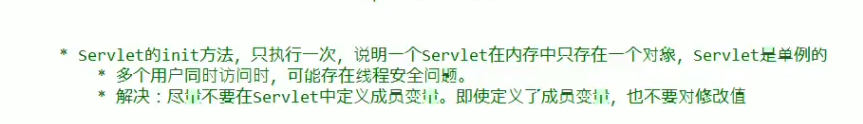 * Servlet的init方法，只执行一次，说明一个Servlet在内存中只存在一个对象，Servlet是单例的
* 多个用户同时访问时，可能存在线程安全问题。
* 解决：尽量不要在Servlet中定义成员变量。即使定义了成员变量，也不要对修改值